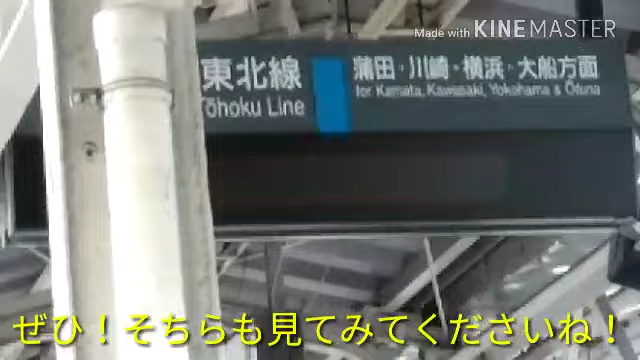 Made with KINEMASTER
東北線
Tōhoku Line
蒲田・川崎・横浜・大船方面
for Kamata, Kawasaki, Yokohama & Ōfuna
ぜひ！そちらも見てみてくださいね！